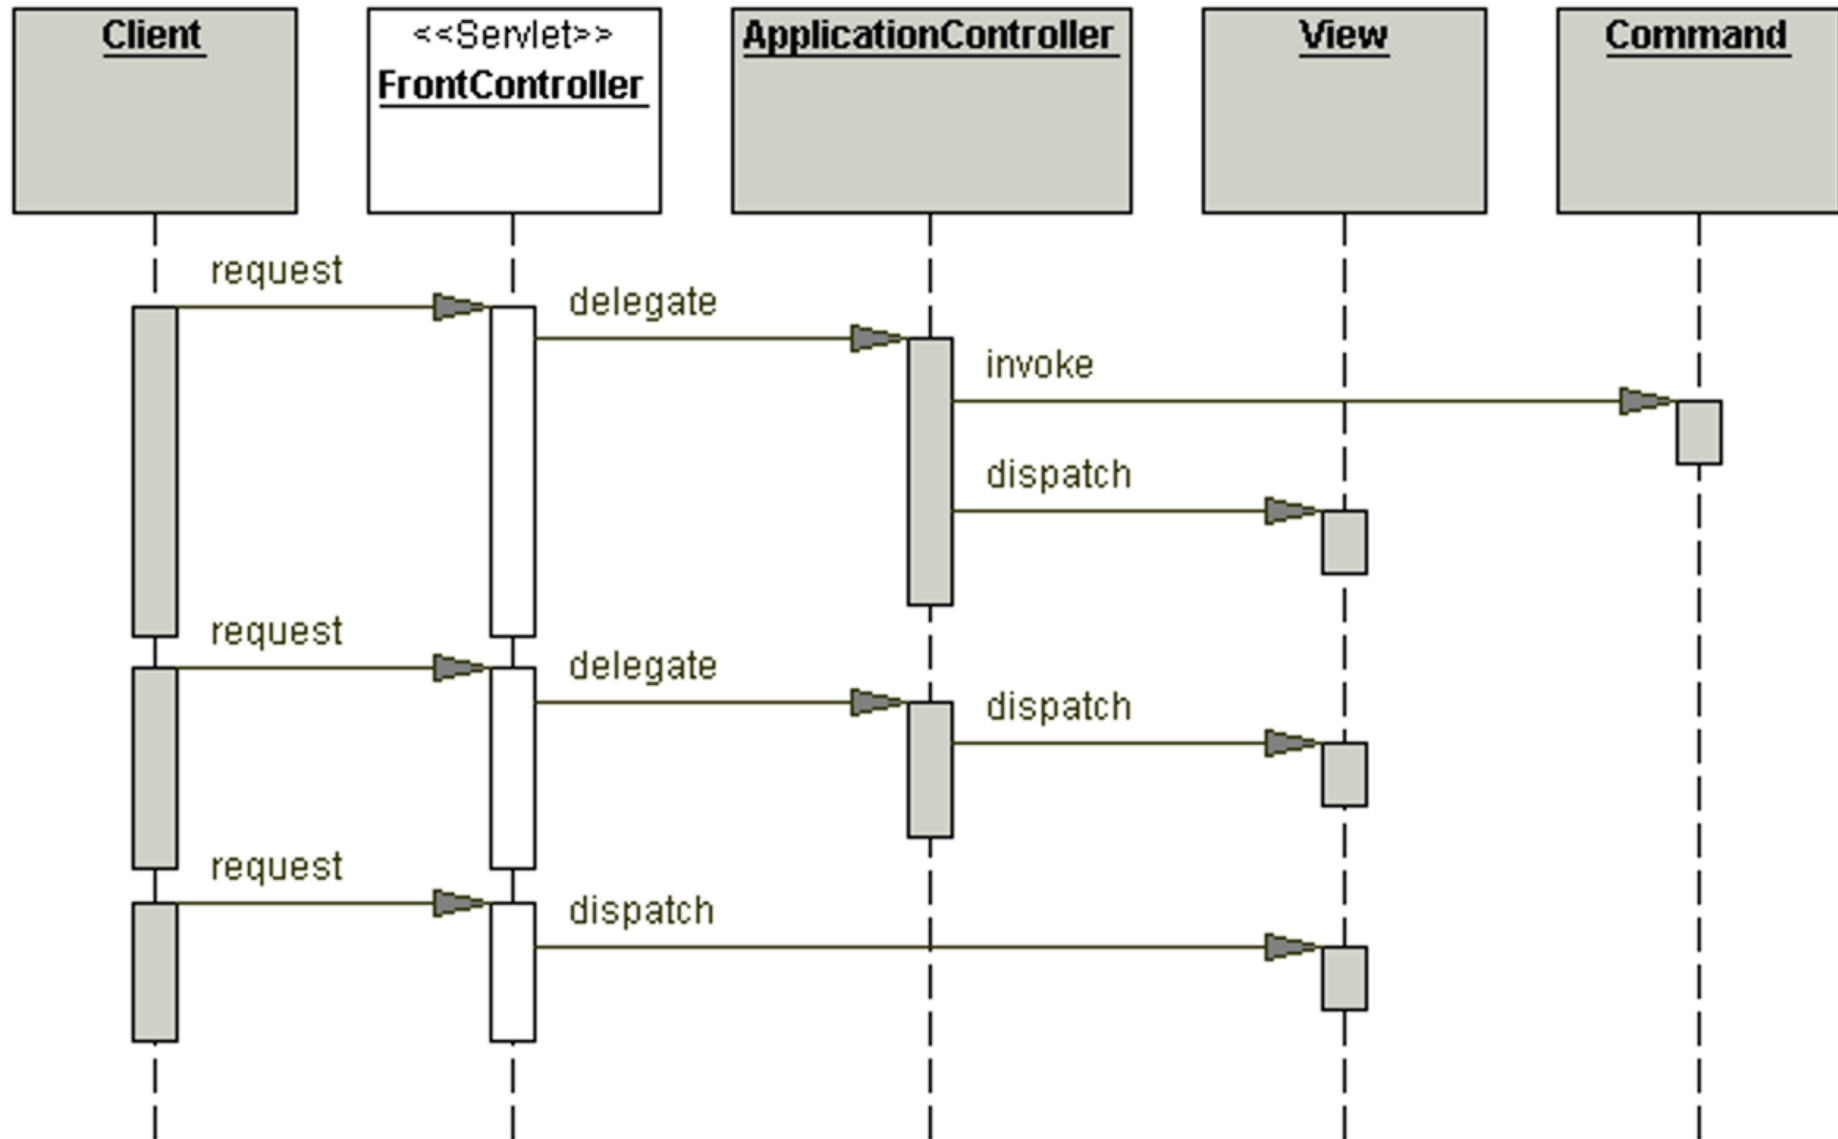 Client
<<Servlet>>
FrontController
ApplicationController
View
Command
request
delegate
invoke
dispatch
request
delegate
dispatch
request
dispatch